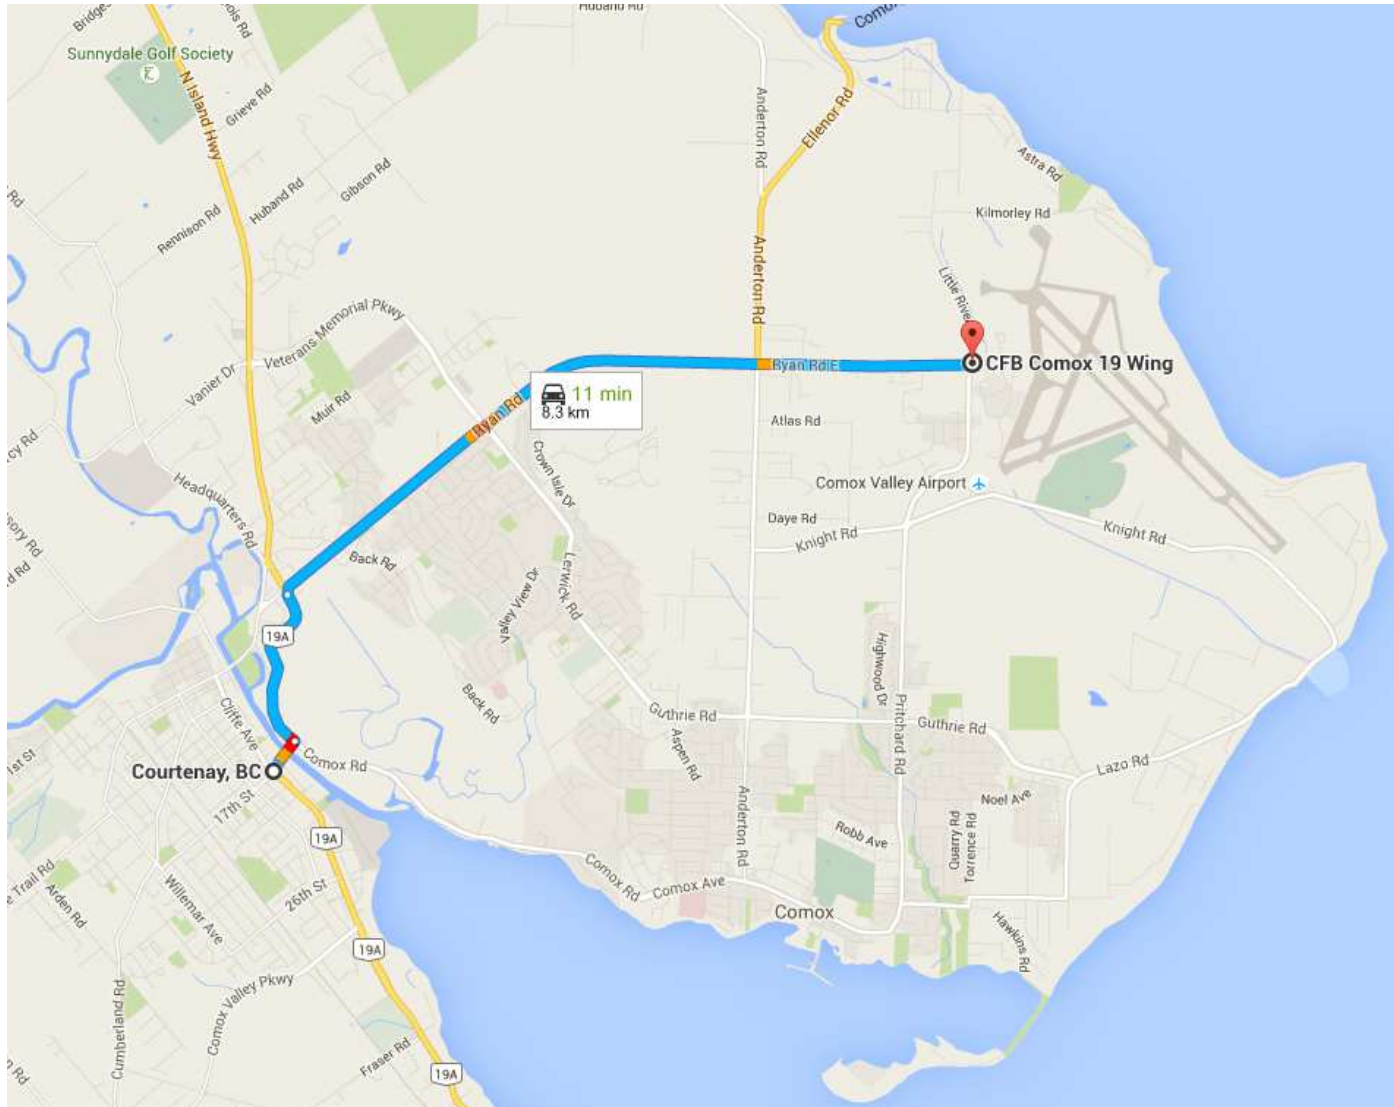 Huband Rd
Como
Sunnydale Golf Society
N Island Hwy
Grieve Rd
Anderton Rd
Ellenor Rd
Astra Rd
Gibson Rd
Huband Rd
Rennison Rd
Kilmorley Rd
Anderton Rd
Little River
Veterans Memorial Pkwy
Vanier Dr
CFB Comox 19 Wing
Ryan Rd E
11 min
8.3 km
Muir Rd
Ryan Rd
Atlas Rd
Crown Isle Dr
Comox Valley Airport
Headquarters Rd
Daye Rd
Knight Rd
Knight Rd
Back Rd
Lerwick Rd
Valley View Dr
19A
Highwood Dr
Back Rd
Cliffe Ave
Pritchard Rd
Guthrie Rd
Guthrie Rd
Aspen Rd
1st St
Comox Rd
Courtenay, BC
Lazo Rd
17th St
Noel Ave
19A
Anderton Rd
Robb Ave
Quarry Rd
Torrence Rd
Comox Rd
Comox Ave
e Trail Rd
Arden Rd
Willemar Ave
26th St
Comox
Hawkins Rd
19A
Comox Valley Pkwy
Cumberland Rd
Fraser Rd
19A